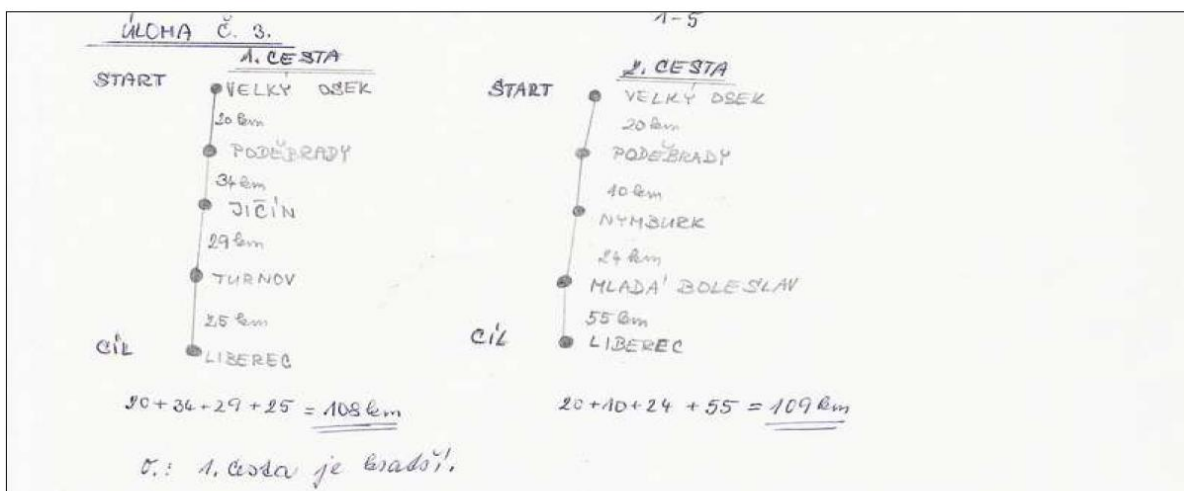 ÚLOHA Č. 3.
1-5
1. CESTA
START
VELKÝ OSEK
20 km
PODĚBRADY
34 km
JIČÍN
29 km
TURNOV
25 km
CÍL
LIBEREC
20+34+29+25 = 108 km
2. CESTA
START
VELKÝ OSEK
20 km
PODĚBRADY
10 km
NYMBURK
24 km
MLADÁ BOLESLAV
55 km
CÍL
LIBEREC
20+10+24 +55 = 109 km
O.: 1. cesta je kratší.